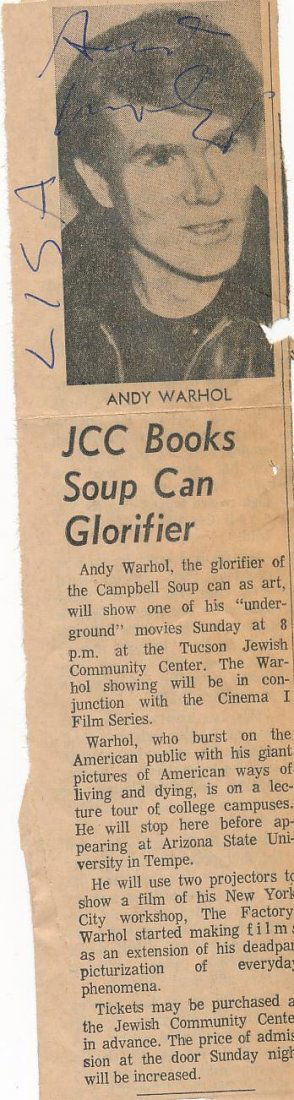 LISA
ANDY WARHOL
JCC Books
Soup Can
Glorifier
Andy Warhol, the glorifier of
the Campbell Soup can as art,
will show one of his "under-
ground" movies Sunday at 8
p.m. at the Tucson Jewish
Community Center. The War-
hol showing will be in con-
junction with the Cinema I
Film Series.
Warhol, who burst on the
American public with his giant
pictures of American ways of
living and dying, is on a lec-
ture tour of college campuses.
He will stop here before ap-
pearing at Arizona State Uni-
versity in Tempe.
He will use two projectors to
show a film of his New York
City workshop, The Factory
Warhol started making films
as an extension of his deadpan
picturization of everyday
phenomena.
Tickets may be purchased a
the Jewish Community Cente
in advance. The price of admis
sion at the door Sunday nigh
will be increased.